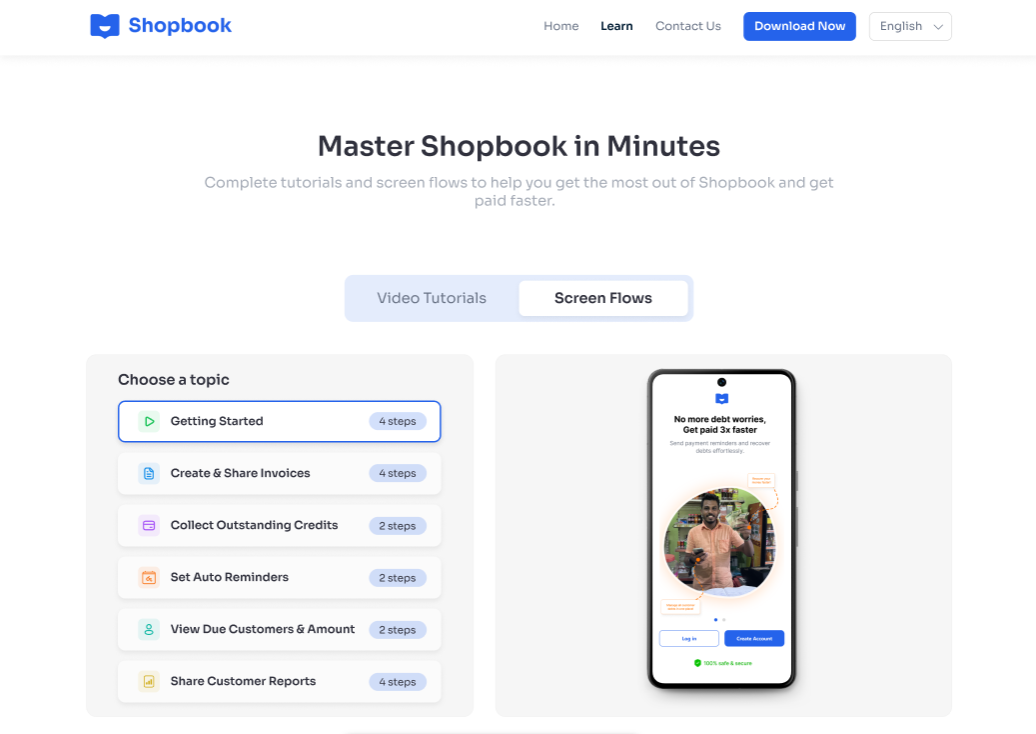 Shopbook
Home
Learn
Contact Us
Download Now
English
Master Shopbook in Minutes
Complete tutorials and screen flows to help you get the most out of Shopbook and get
paid faster.
Video Tutorials
Screen Flows
Choose a topic
Getting Started
4 steps
Create & Share Invoices
4 steps
Collect Outstanding Credits
2 steps
Set Auto Reminders
2 steps
View Due Customers & Amount
2 steps
Share Customer Reports
4 steps
No more debt worries,
Get paid 3x faster
Send payment reminders and recover
debts effortlessly.
Log in
Create Account
100% safe & secure